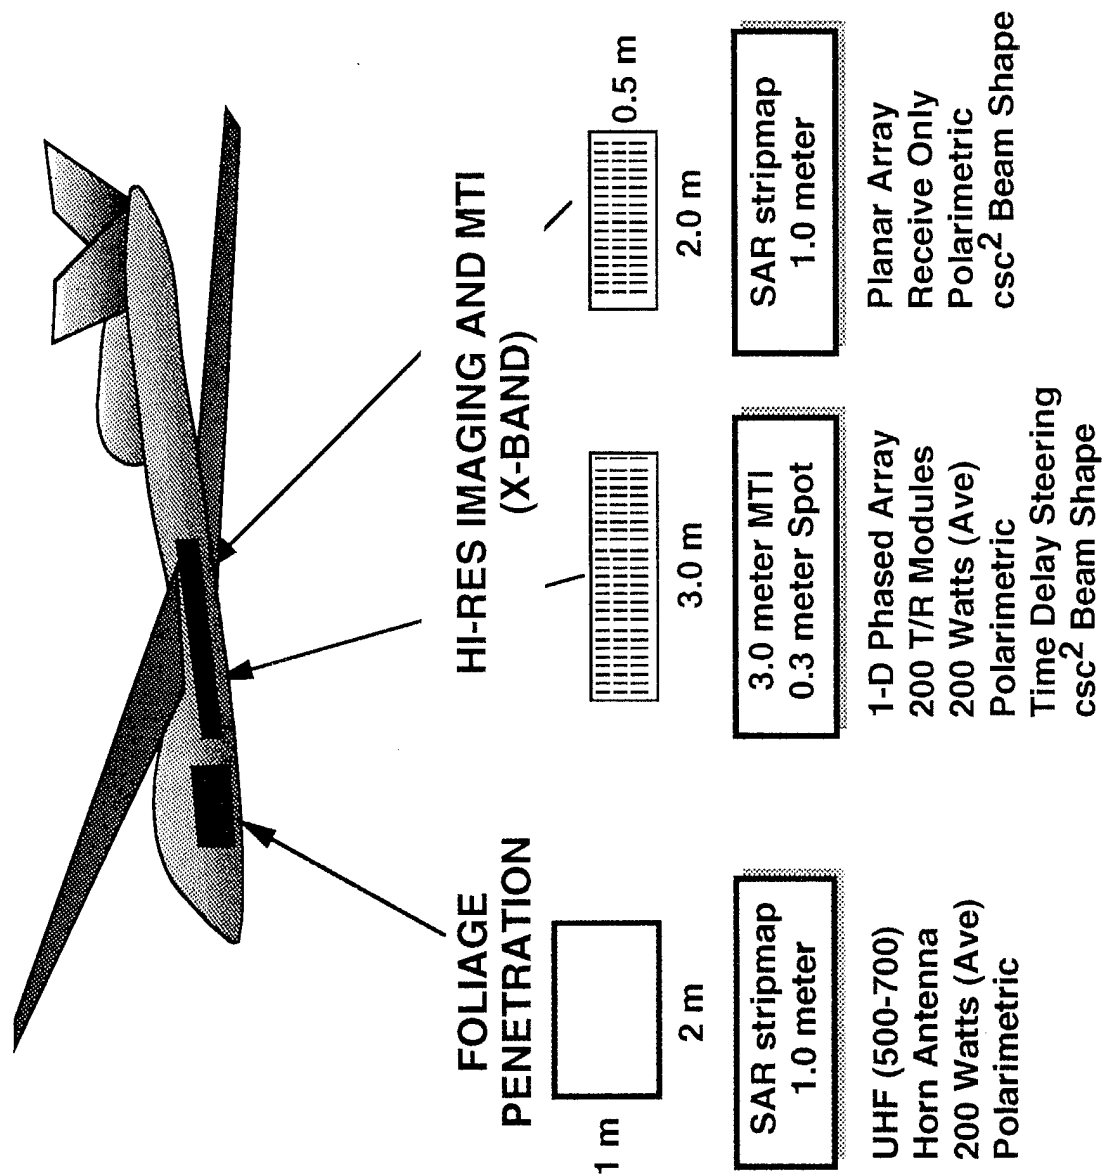 FOLIAGE
PENETRATION
1 m
2 m
SAR stripmap
1.0 meter
UHF (500-700)
Horn Antenna
200 Watts (Ave)
Polarimetric
HI-RES IMAGING AND MTI
(X-BAND)
3.0 m
3.0 meter MTI
0.3 meter Spot
1-D Phased Array
200 T/R Modules
200 Watts (Ave)
Polarimetric
Time Delay Steering
csc² Beam Shape
0.5 m
2.0 m
SAR stripmap
1.0 meter
Planar Array
Receive Only
Polarimetric
csc² Beam Shape